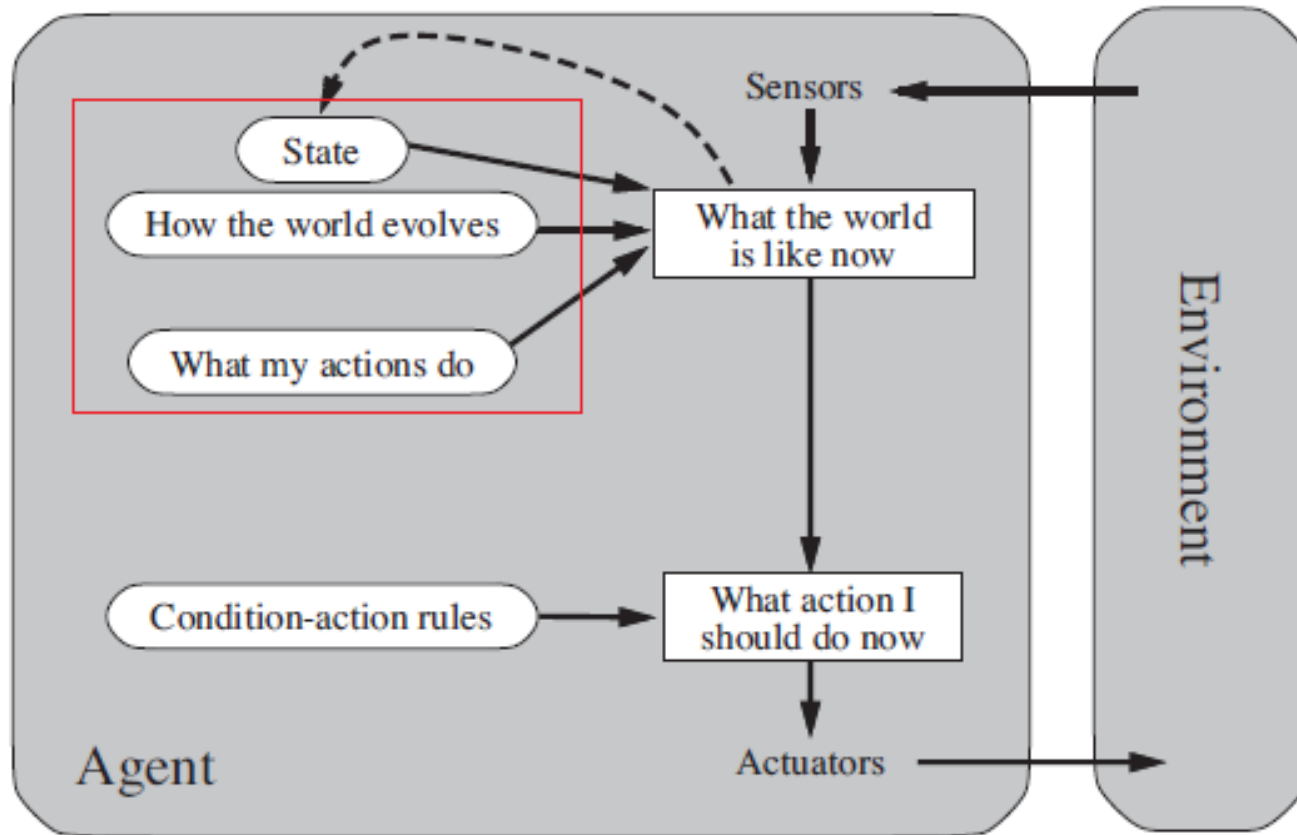 Sensors
State
How the world evolves
What the world
is like now
What my actions do
Environment
Condition-action rules
What action I
should do now
Agent
Actuators